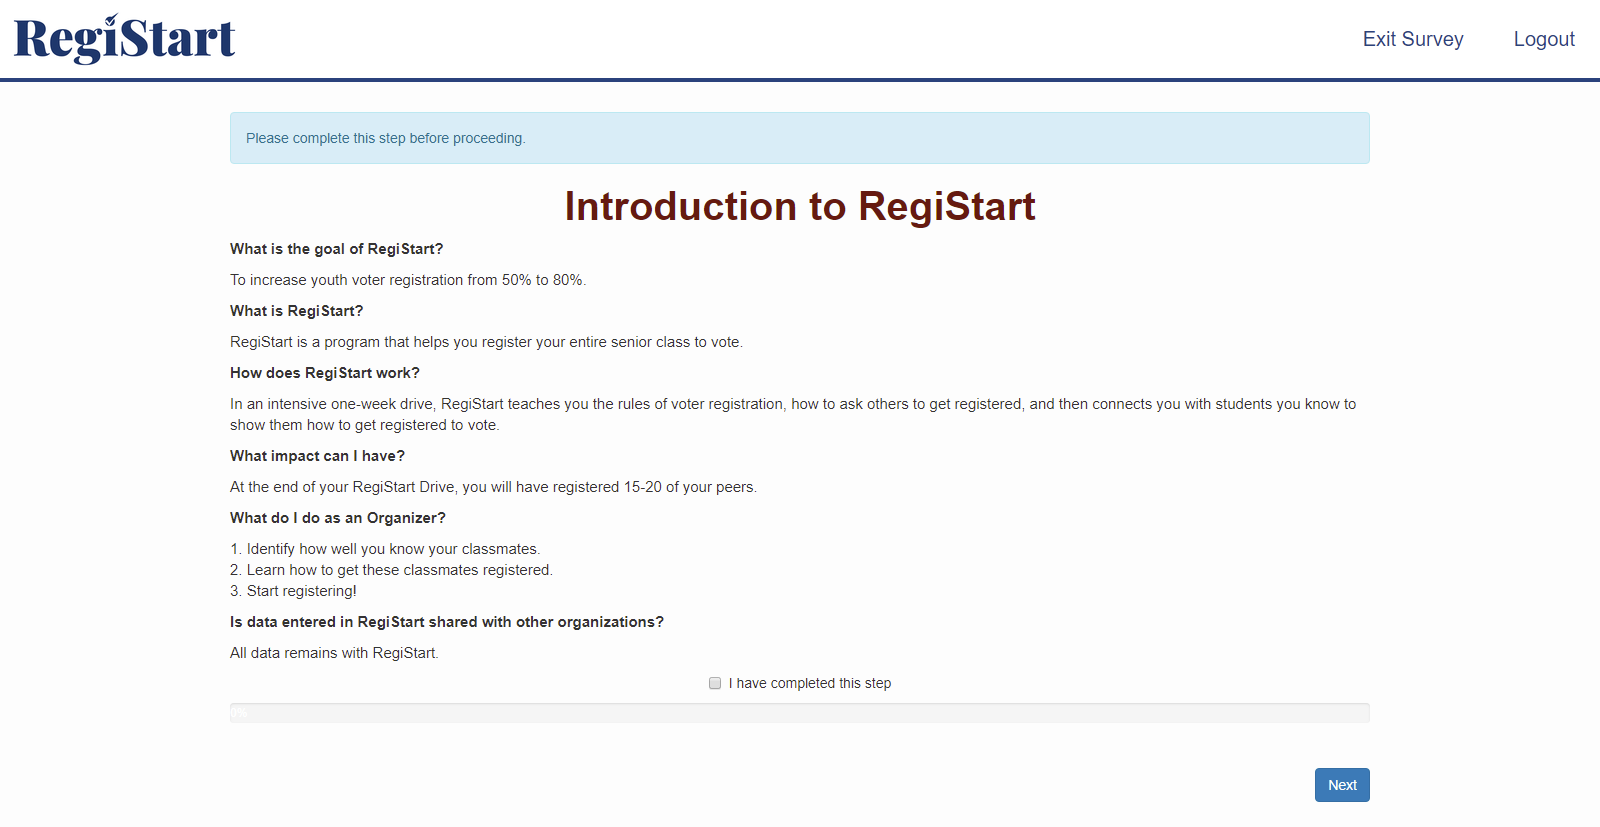 RegiStart
Exit Survey
Logout
Please complete this step before proceeding.
Introduction to RegiStart
What is the goal of RegiStart?
To increase youth voter registration from 50% to 80%.
What is RegiStart?
RegiStart is a program that helps you register your entire senior class to vote.
How does RegiStart work?
In an intensive one-week drive, RegiStart teaches you the rules of voter registration, how to ask others to get registered, and then connects you with students you know to
show them how to get registered to vote.
What impact can I have?
At the end of your RegiStart Drive, you will have registered 15-20 of your peers.
What do I do as an Organizer?
1. Identify how well you know your classmates.
2. Learn how to get these classmates registered.
3. Start registering!
Is data entered in RegiStart shared with other organizations?
All data remains with RegiStart.
I have completed this step
Next